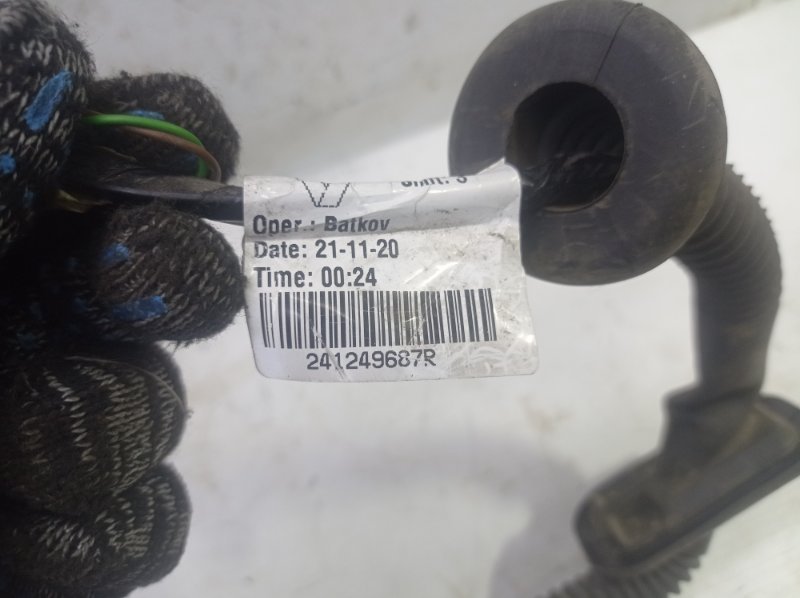 Oper.: Batkov
Date: 21-11-20
Time: 00:24
241249687R